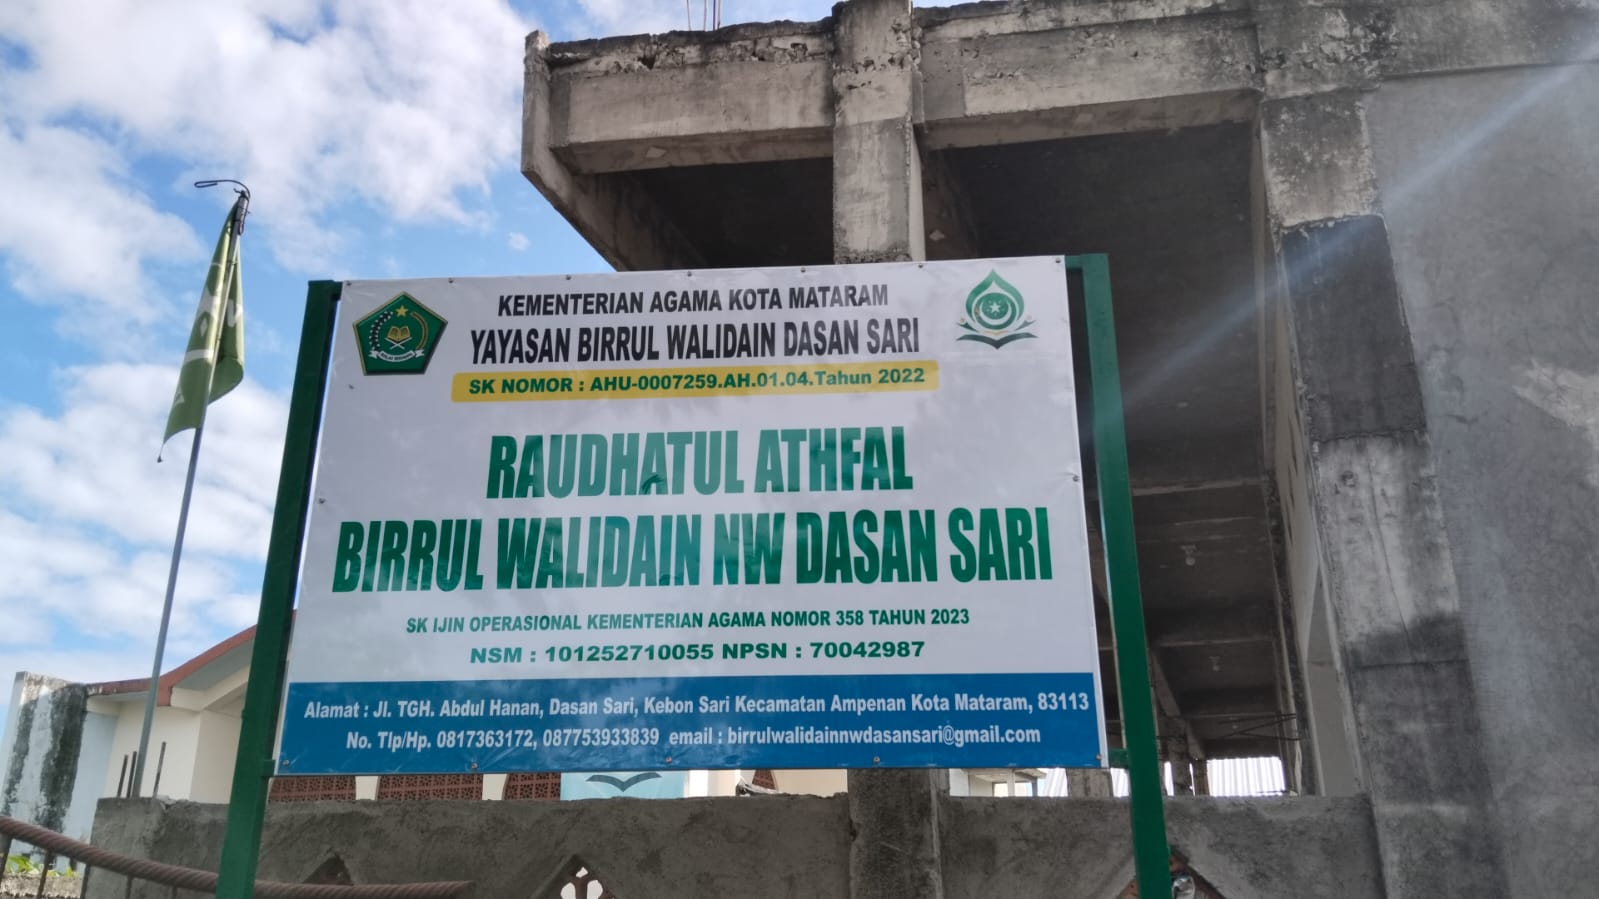 KEMENTERIAN AGAMA KOTA MATARAM
YAYASAN BIRRUL WALIDAIN DASAN SARI
SK NOMOR : AHU-0007259.AH.01.04.Tahun 2022
RAUDHATUL ATHFAL
BIRRUL WALIDAIN NW DASAN SARI
SK IJIN OPERASIONAL KEMENTERIAN AGAMA NOMOR 358 TAHUN 2023
NSM : 101252710055 NPSN : 70042987
Alamat : Jl. TGH. Abdul Hanan, Dasan Sari, Kebon Sari Kecamatan Ampenan Kota Mataram, 83113
No. Tlp/Hp. 0817363172, 087753933839 email : birrulwalidainnwdasansari@gmail.com